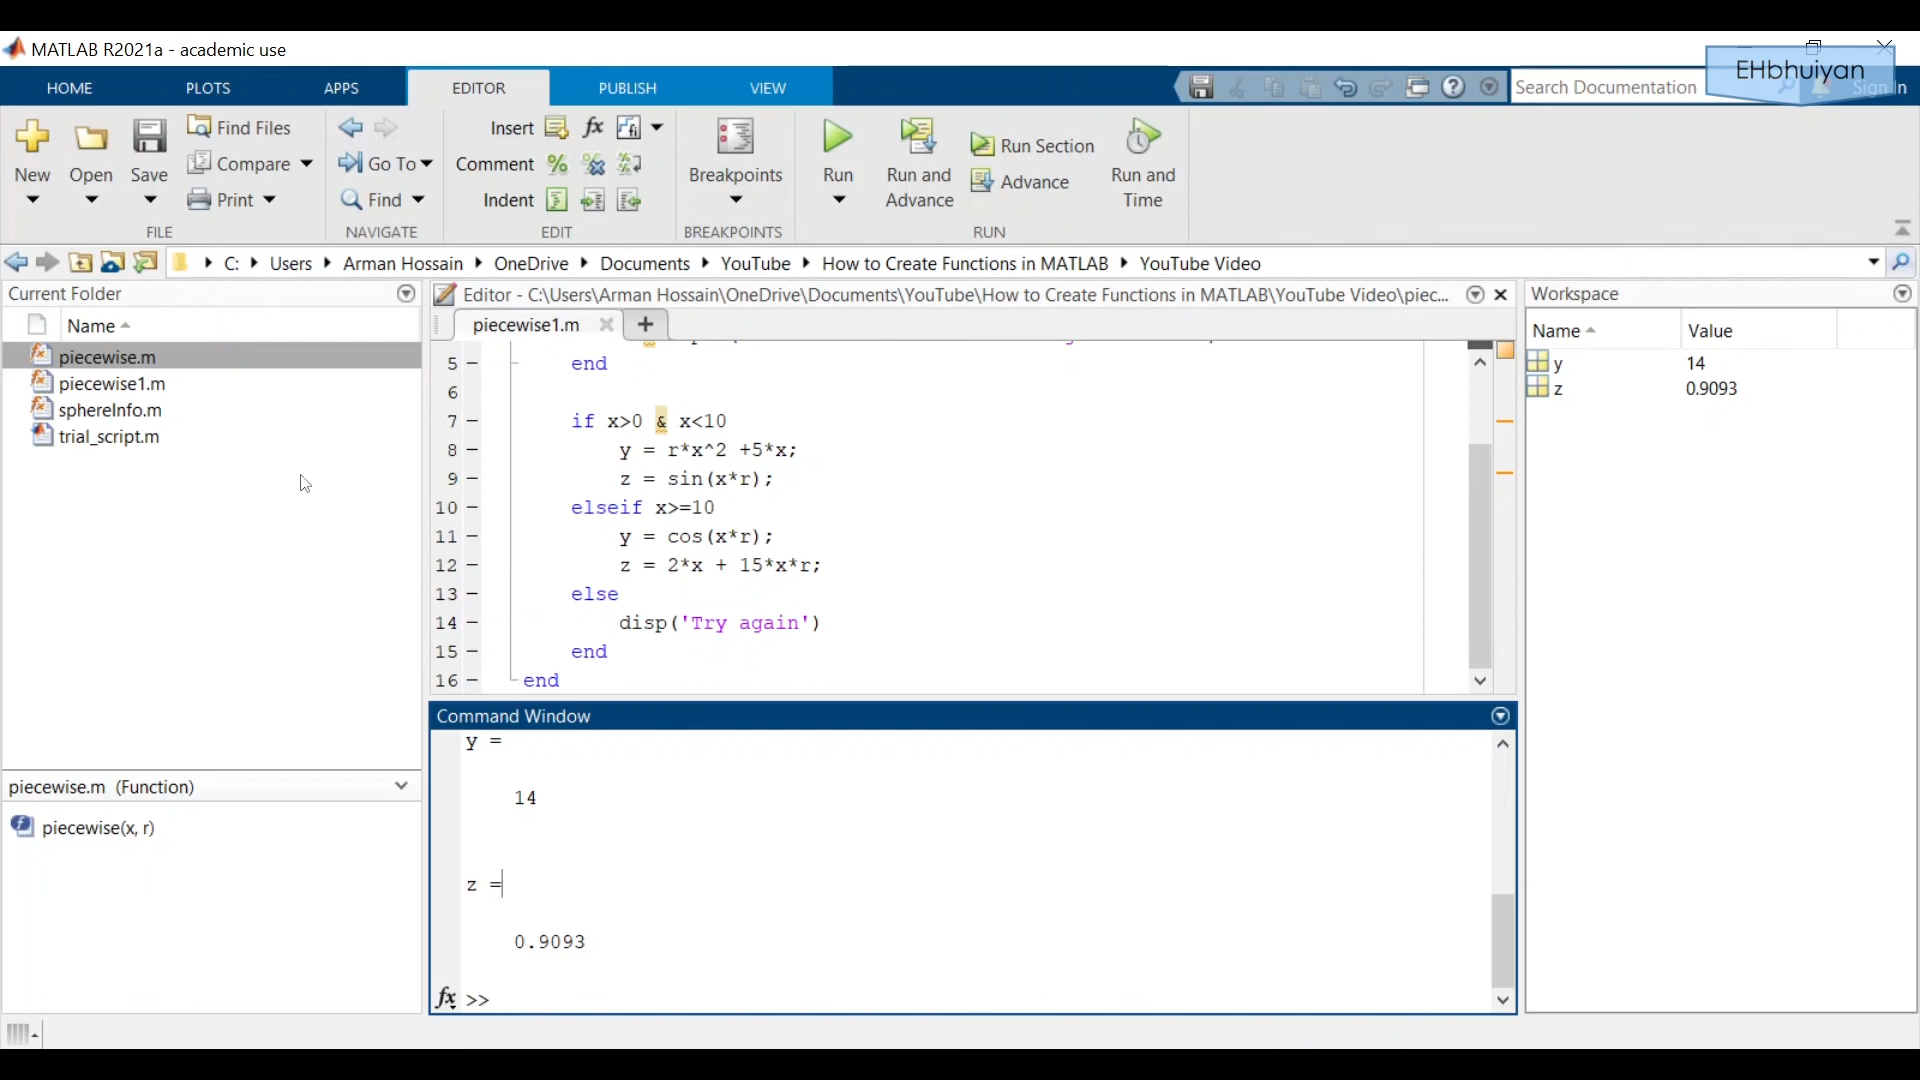 MATLAB R2021a - academic use
EHbhuiyan
HOME PLOTS APPS EDITOR PUBLISH VIEW
Search Documentation
Sign In
Find Files
Compare
Print
New Open Save
FILE
Go To
Find
NAVIGATE
Insert
Comment
Indent
EDIT
Breakpoints
BREAKPOINTS
Run
Run and Advance
Run Section
Advance
Run and Time
RUN
C: Users Arman Hossain OneDrive Documents YouTube How to Create Functions in MATLAB YouTube Video
Current Folder
Name
piecewise.m
piecewise1.m
sphereInfo.m
trial_script.m
piecewise.m (Function)
piecewise(x, r)
Editor - C:\Users\Arman Hossain\OneDrive\Documents\YouTube\How to Create Functions in MATLAB\YouTube Video\piec...
piecewise1.m
5 - end
6
7 - if x>0 & x<10
8 - y = r*x^2 +5*x;
9 - z = sin(x*r);
10 - elseif x>=10
11 - y = cos(x*r);
12 - z = 2*x + 15*x*r;
13 - else
14 - disp('Try again')
15 - end
16 - end
Command Window
y =
14
z =
0.9093
fx >>
Workspace
Name Value
y 14
z 0.9093